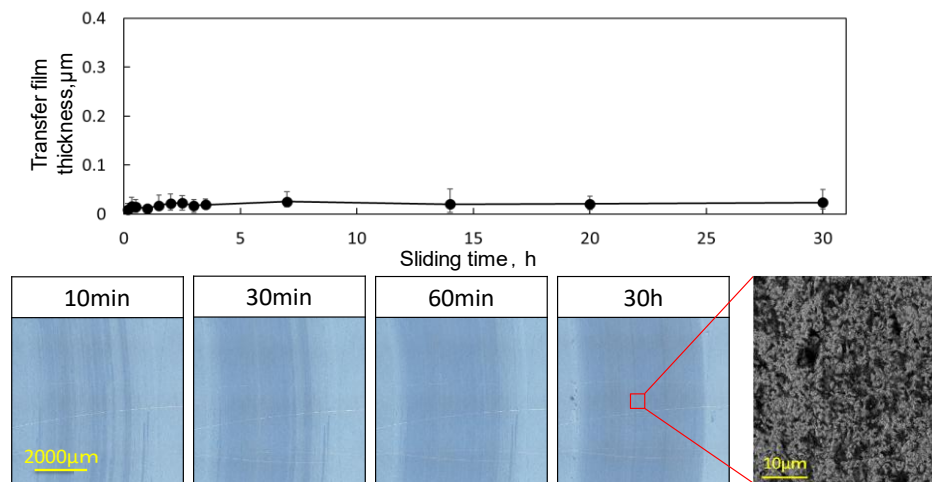 0.4
0.3
0.2
0.1
0
Transfer film
thickness,μm
0 5 10 15 20 25 30
Sliding time, h
10min 30min 60min 30h
2000μm
10μm